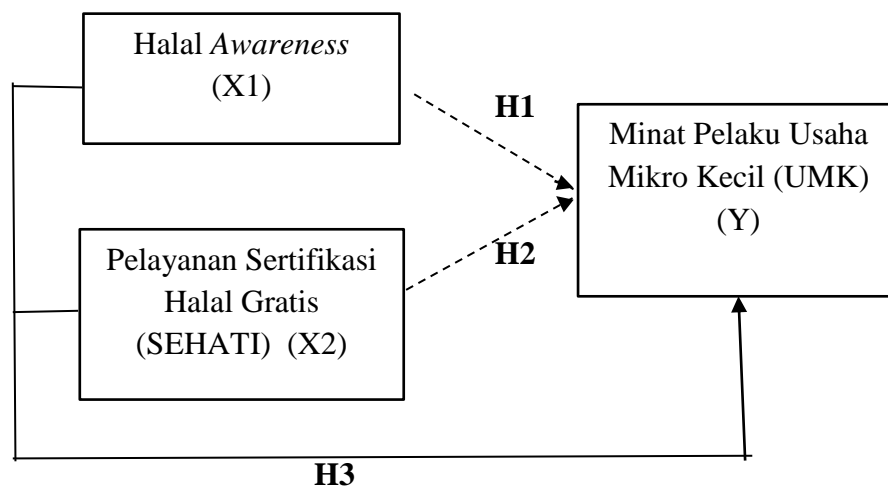 Halal Awareness
(X1)
H1
Minat Pelaku Usaha
Mikro Kecil (UMK)
(Y)
Pelayanan Sertifikasi
Halal Gratis
(SEHATI) (X2)
H2
H3